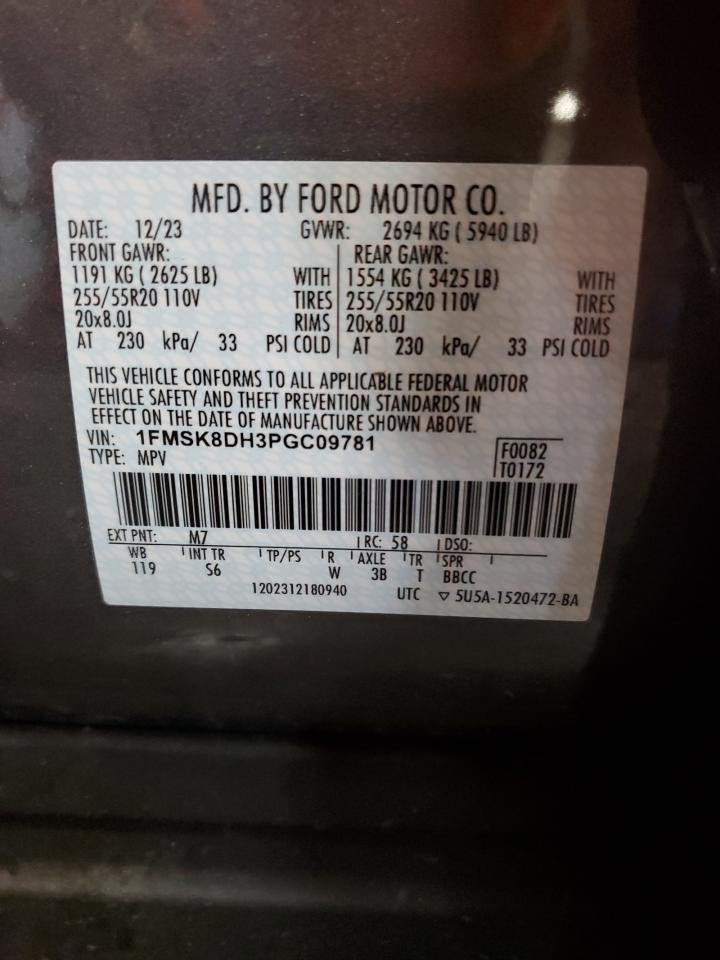 MFD. BY FORD MOTOR CO.
DATE: 12/23 GVWR: 2694 KG ( 5940 LB)
FRONT GAWR: REAR GAWR:
1191 KG ( 2625 LB) WITH 1554 KG ( 3425 LB) WITH
255/55R20 110V TIRES 255/55R20 110V TIRES
20x8.0J RIMS 20x8.0J RIMS
AT 230 kPa/ 33 PSI COLD AT 230 kPa/ 33 PSI COLD
THIS VEHICLE CONFORMS TO ALL APPLICABLE FEDERAL MOTOR
VEHICLE SAFETY AND THEFT PREVENTION STANDARDS IN
EFFECT ON THE DATE OF MANUFACTURE SHOWN ABOVE.
VIN: 1FMSK8DH3PGC09781 F0082
TYPE: MPV T0172
EXT PNT: M7 RC: 58 DSO:
WB INT TR TP/PS R AXLE TR SPR
119 S6 W 3B T BBCC
1202312180940 UTC ▽ 5U5A-1520472-BA